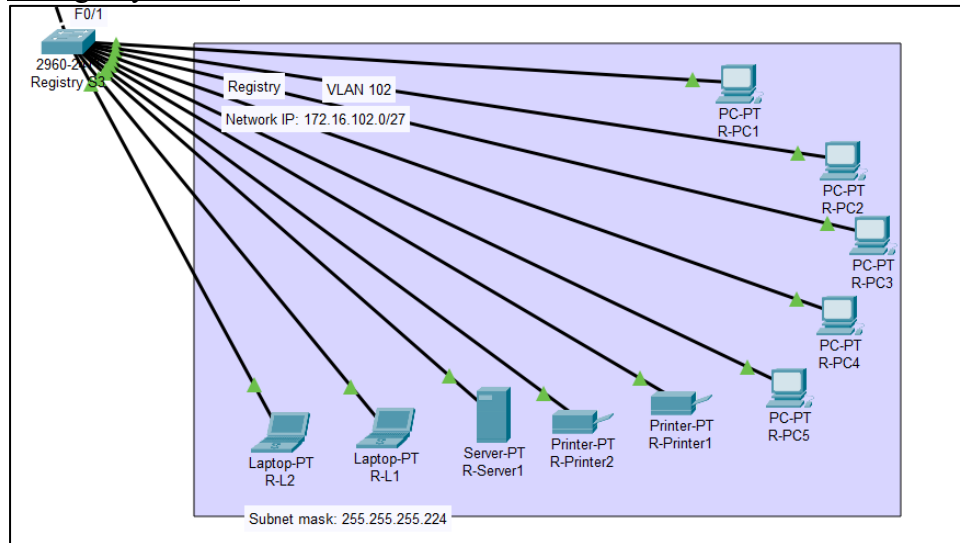 F0/1
2960-24
Registry S3
Registry
VLAN 102
Network IP: 172.16.102.0/27
PC-PT
R-PC1
PC-PT
R-PC2
PC-PT
R-PC3
PC-PT
R-PC4
PC-PT
R-PC5
Printer-PT
R-Printer1
Printer-PT
R-Printer2
Server-PT
R-Server1
Laptop-PT
R-L1
Laptop-PT
R-L2
Subnet mask: 255.255.255.224